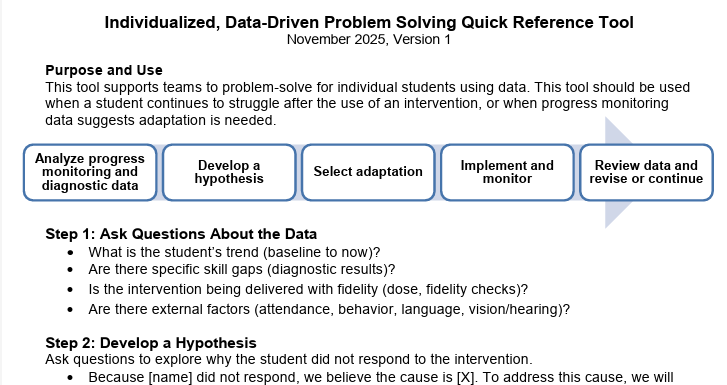 Individualized, Data-Driven Problem Solving Quick Reference Tool
November 2025, Version 1
Purpose and Use
This tool supports teams to problem-solve for individual students using data. This tool should be used
when a student continues to struggle after the use of an intervention, or when progress monitoring
data suggests adaptation is needed.
Analyze progress
monitoring and
diagnostic data
Develop a
hypothesis
Select adaptation
Implement and
monitor
Review data and
revise or continue
Step 1: Ask Questions About the Data
• What is the student’s trend (baseline to now)?
• Are there specific skill gaps (diagnostic results)?
• Is the intervention being delivered with fidelity (dose, fidelity checks)?
• Are there external factors (attendance, behavior, language, vision/hearing)?
Step 2: Develop a Hypothesis
Ask questions to explore why the student did not respond to the intervention.
• Because [name] did not respond, we believe the cause is [X]. To address this cause, we will